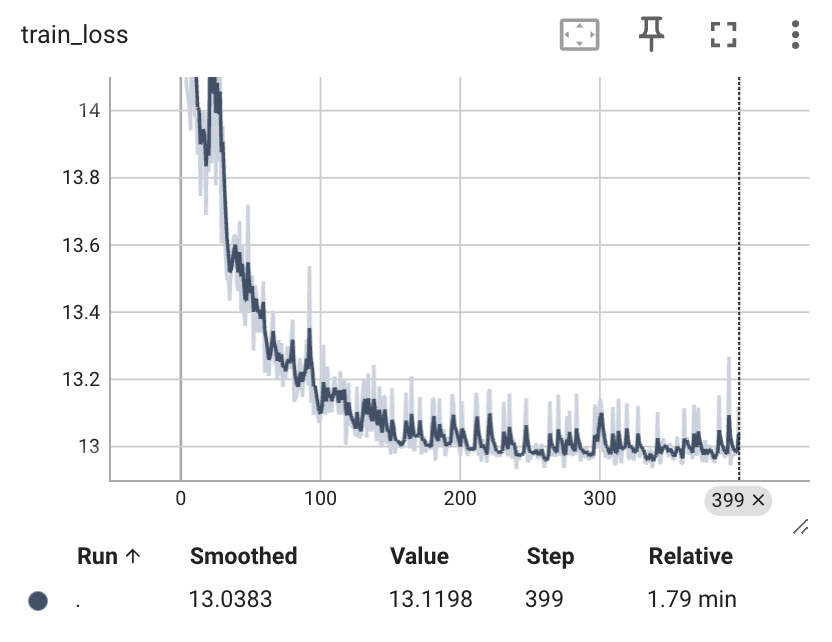 train_loss
14
13.8
13.6
13.4
13.2
13
0 100 200 300 399 ×
Run ↑ Smoothed Value Step Relative
. 13.0383 13.1198 399 1.79 min